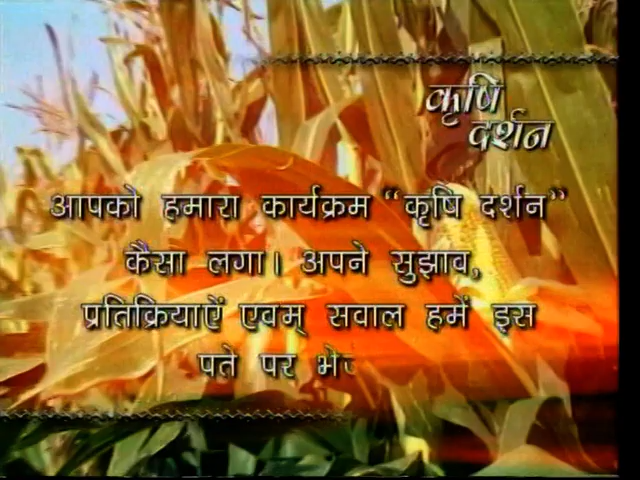 कृषि
दर्शन
आपको हमारा कार्यक्रम “कृषि दर्शन”
कैसा लगा। अपने सुझाव,
प्रतिक्रियाऐं एवम् सवाल हमें इस
पते पर